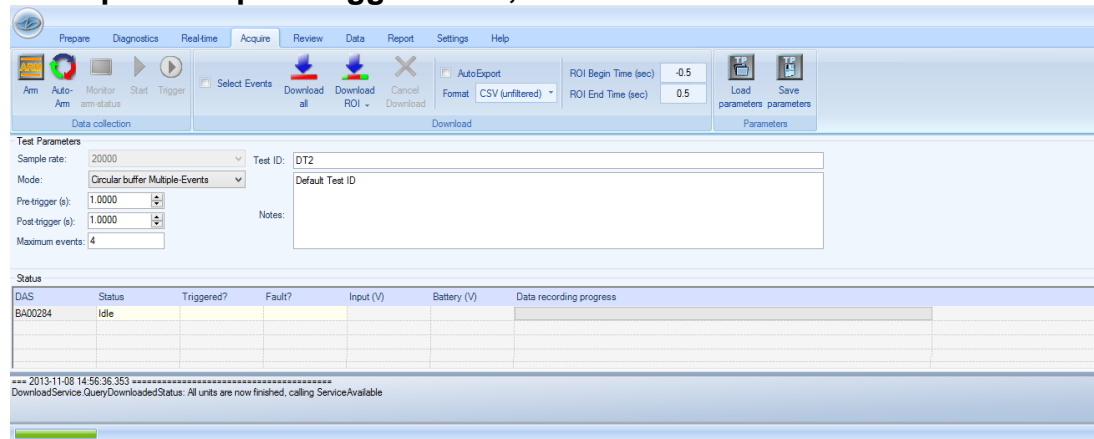 Prepare Diagnostics Real-time Acquire Review Data Report Settings Help
Arm Auto-Arm Monitor arm-status Start Trigger Select Events Download all Download ROI Cancel Download AutoExport Format CSV (unfiltered) ROI Begin Time (sec) -0.5 ROI End Time (sec) 0.5 Load parameters Save parameters
Data collection Download Parameters
Test Parameters
Sample rate: 20000 Test ID: DT2
Mode: Circular buffer Multiple-Events Default Test ID
Pre-trigger (s): 1.0000
Post-trigger (s): 1.0000 Notes:
Maximum events: 4
Status
DAS Status Triggered? Fault? Input (V) Battery (V) Data recording progress
BA00284 Idle
=== 2013-11-08 14:56:36.353 ========================================
DownloadService.QueryDownloadedStatus: All units are now finished, calling ServiceAvailable